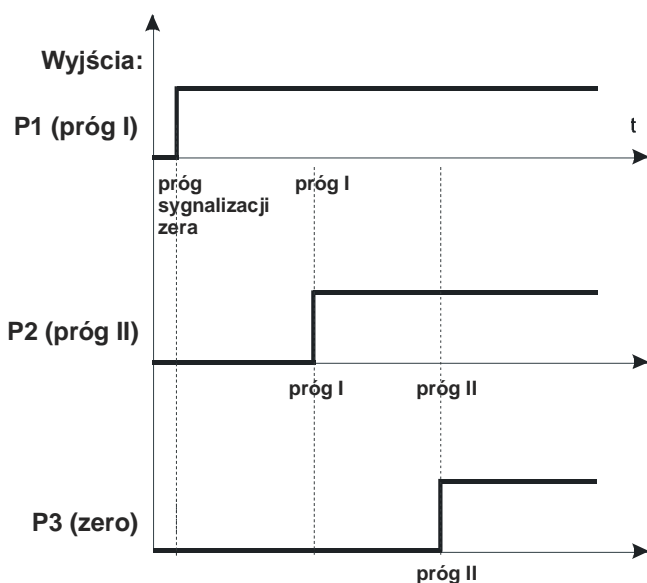 Wyjścia:
P1 (próg I)
t
próg
sygnalizacji
zera
próg I
P2 (próg II)
próg I
próg II
P3 (zero)
próg II